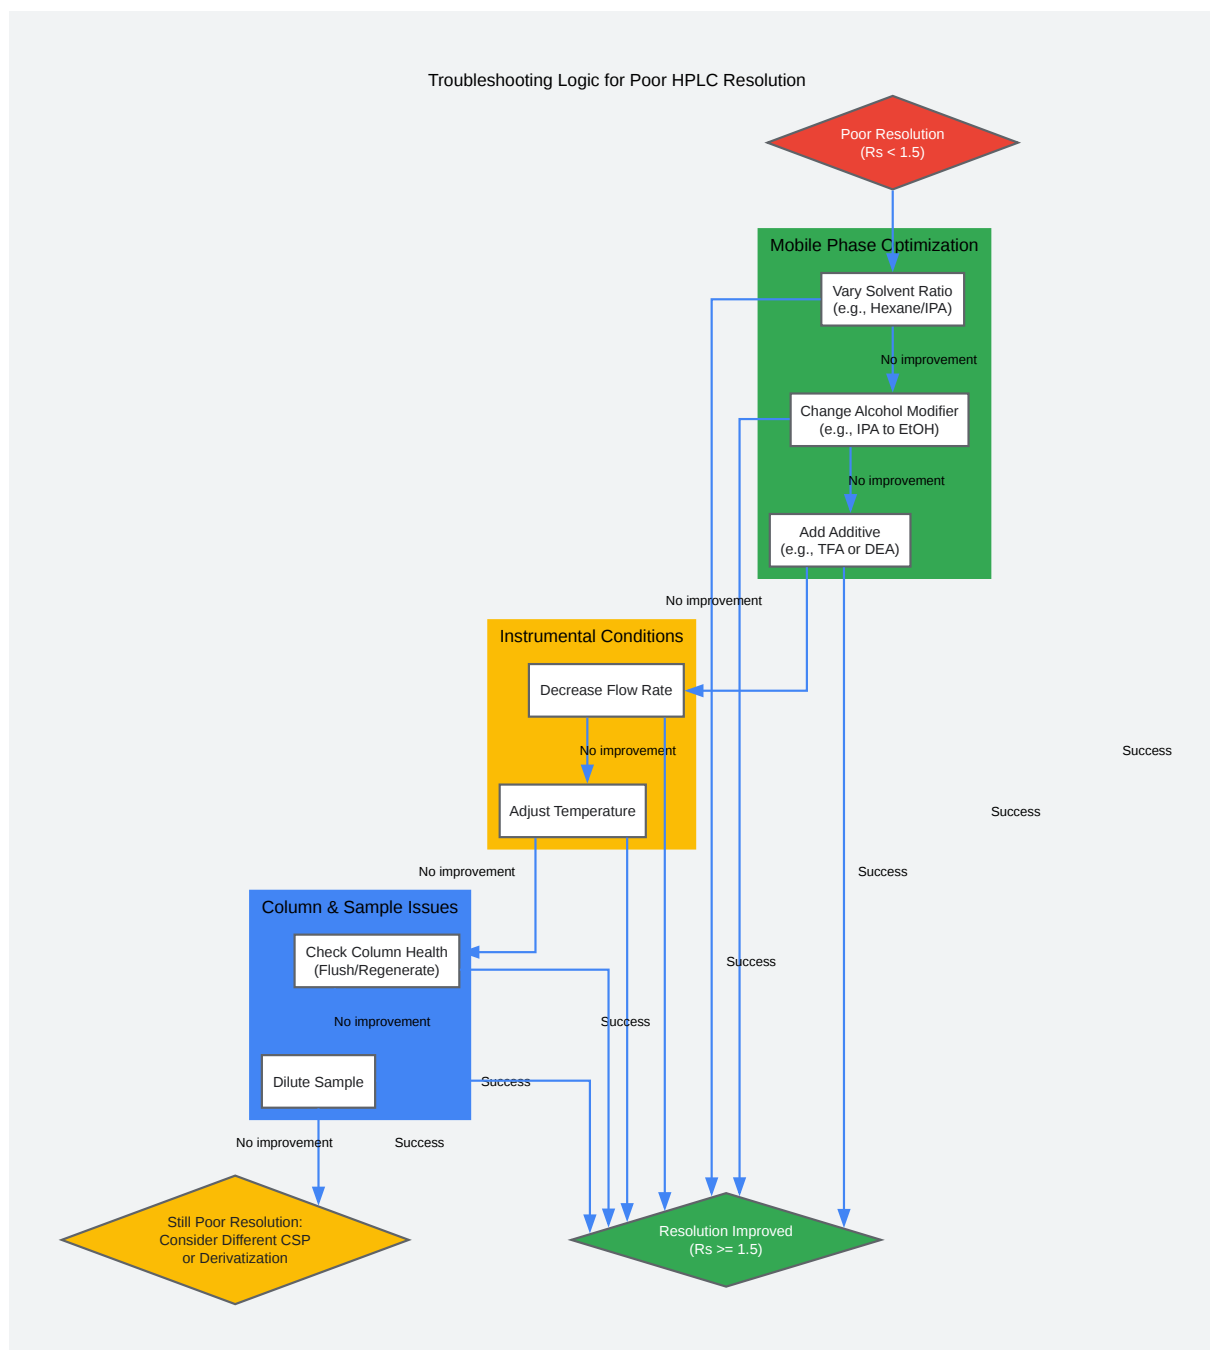 Troubleshooting Logic for Poor HPLC Resolution
Poor Resolution
(Rs < 1.5)
Mobile Phase Optimization
Vary Solvent Ratio
(e.g., Hexane/IPA)
No improvement
Change Alcohol Modifier
(e.g., IPA to EtOH)
No improvement
Add Additive
(e.g., TFA or DEA)
No improvement
Instrumental Conditions
Decrease Flow Rate
No improvement
Success
Adjust Temperature
Success
No improvement
Success
Column & Sample Issues
Check Column Health
(Flush/Regenerate)
Success
No improvement
Success
Dilute Sample
Success
No improvement
Success
Still Poor Resolution:
Consider Different CSP
or Derivatization
Resolution Improved
(Rs >= 1.5)